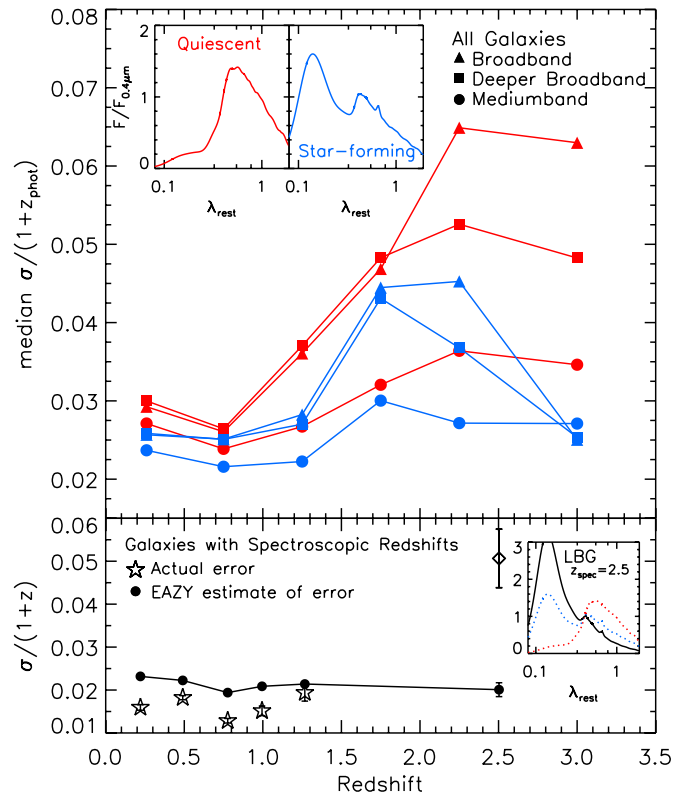 0.08
0.07
0.06
0.05
0.04
0.03
0.02
median σ/(1+z_phot)
Quiescent
Star-forming
F/F_0.4μm
2
1
0
0.1
1
0.1
1
λ_rest
λ_rest
All Galaxies
Broadband
Deeper Broadband
Mediumband
0.06
0.05
0.04
0.03
0.02
0.01
σ/(1+z)
Galaxies with Spectroscopic Redshifts
Actual error
EAZY estimate of error
LBG
z_spec=2.5
3
2
1
0
0.1
1
λ_rest
0.0 0.5 1.0 1.5 2.0 2.5 3.0 3.5
Redshift